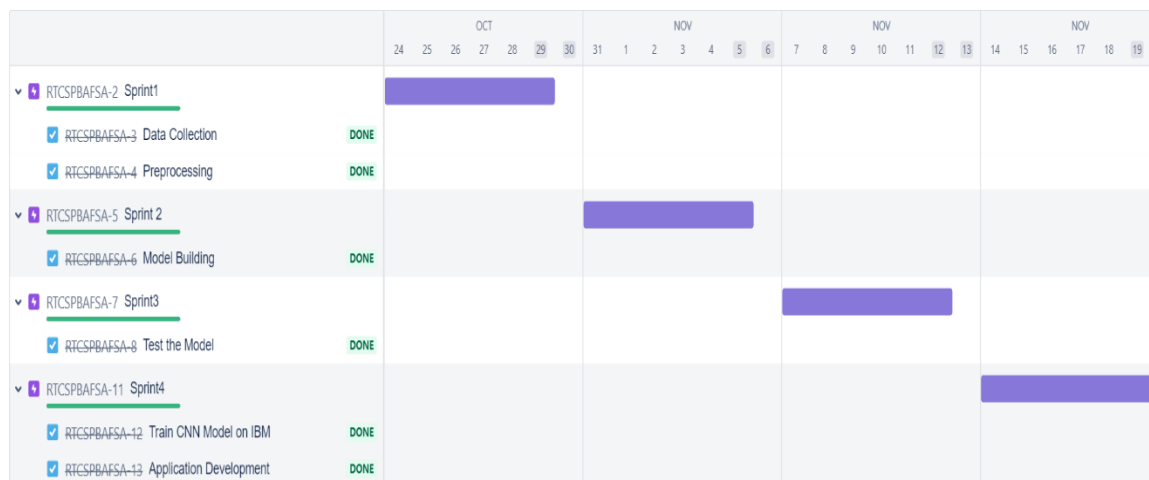 OCT NOV NOV NOV
24 25 26 27 28 29 30 31 1 2 3 4 5 6 7 8 9 10 11 12 13 14 15 16 17 18 19
RTCSPBAFSA-2 Sprint1
RTCSPBAFSA-3 Data Collection DONE
RTCSPBAFSA-4 Preprocessing DONE
RTCSPBAFSA-5 Sprint 2
RTCSPBAFSA-6 Model Building DONE
RTCSPBAFSA-7 Sprint3
RTCSPBAFSA-8 Test the Model DONE
RTCSPBAFSA-11 Sprint4
RTCSPBAFSA-12 Train CNN Model on IBM DONE
RTCSPBAFSA-13 Application Development DONE